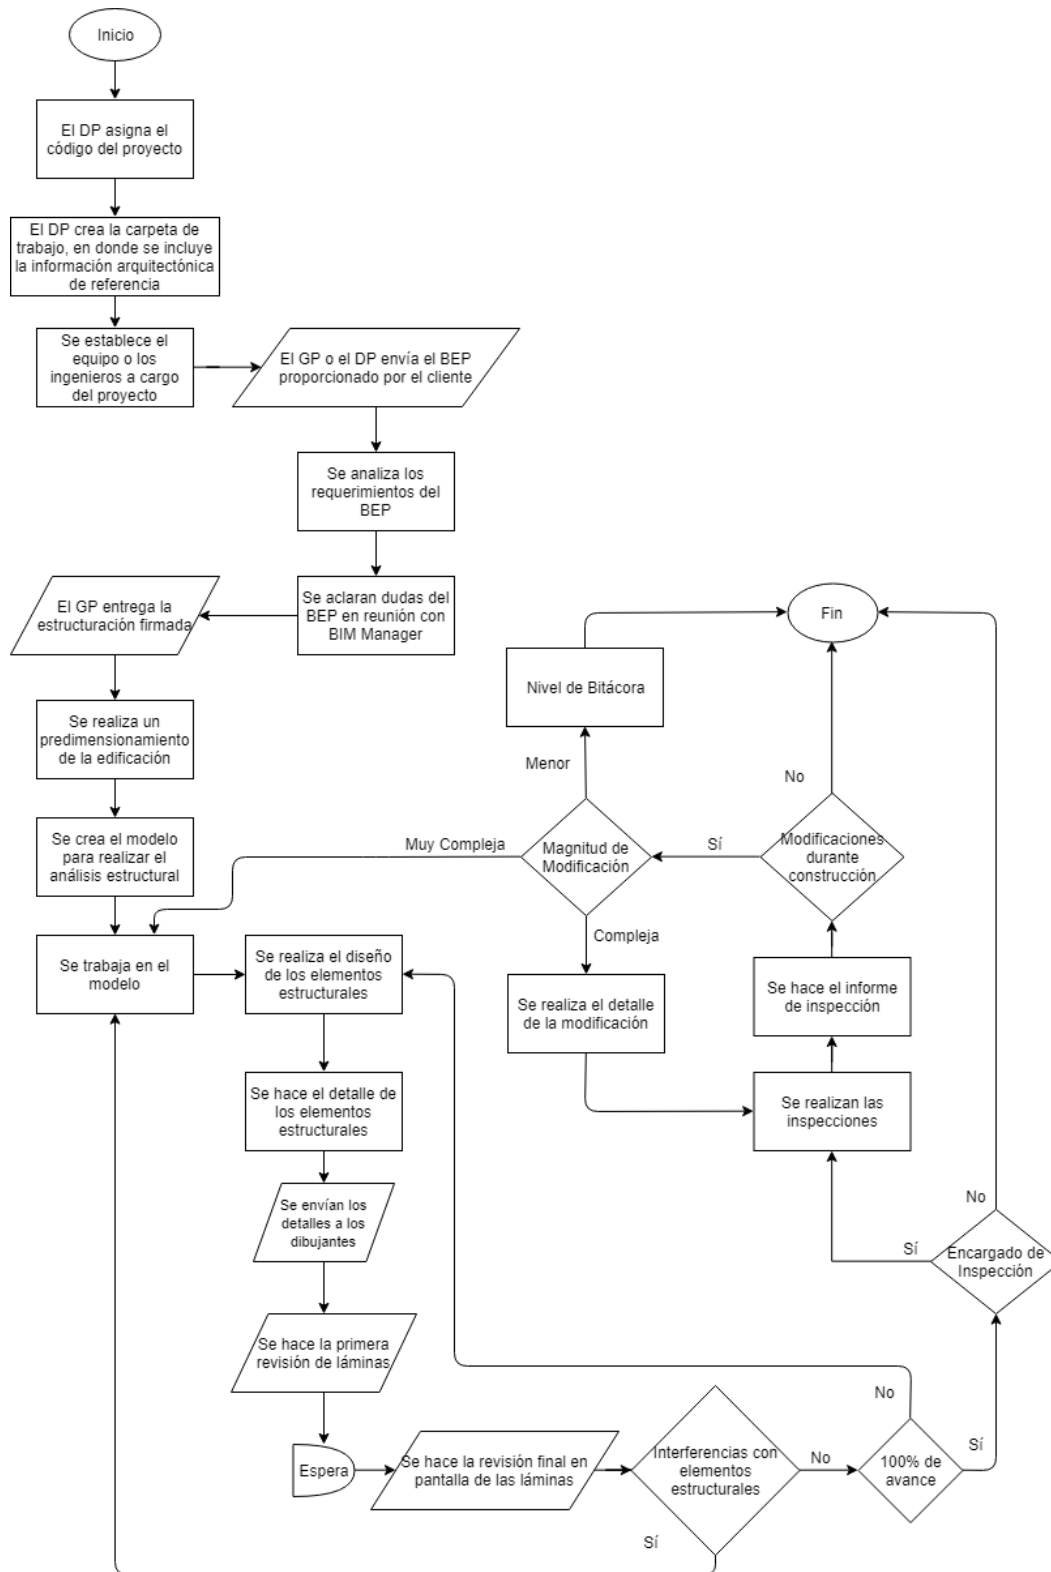 Inicio
El DP asigna el
código del proyecto
El DP crea la carpeta de
trabajo, en donde se incluye
la información arquitectónica
de referencia
Se establece el
equipo o los
ingenieros a cargo
del proyecto
El GP o el DP envía el BEP
proporcionado por el cliente
Se analiza los
requerimientos del
BEP
Se aclaran dudas del
BEP en reunión con
BIM Manager
El GP entrega la
estructuración firmada
Se realiza un
predimensionamiento
de la edificación
Se crea el modelo
para realizar el
análisis estructural
Se trabaja en el
modelo
Se realiza el diseño
de los elementos
estructurales
Se hace el detalle de
los elementos
estructurales
Se envían los
detalles a los
dibujantes
Se hace la primera
revisión de láminas
Espera
Se hace la revisión final en
pantalla de las láminas
Interferencias con
elementos
estructurales
Sí
No
100% de
avance
No
Sí
Encargado de
Inspección
Sí
No
Se realizan las
inspecciones
Se hace el informe
de inspección
Modificaciones
durante
construcción
No
Sí
Magnitud de
Modificación
Muy Compleja
Compleja
Menor
Se realiza el detalle
de la modificación
Nivel de Bitácora
Fin